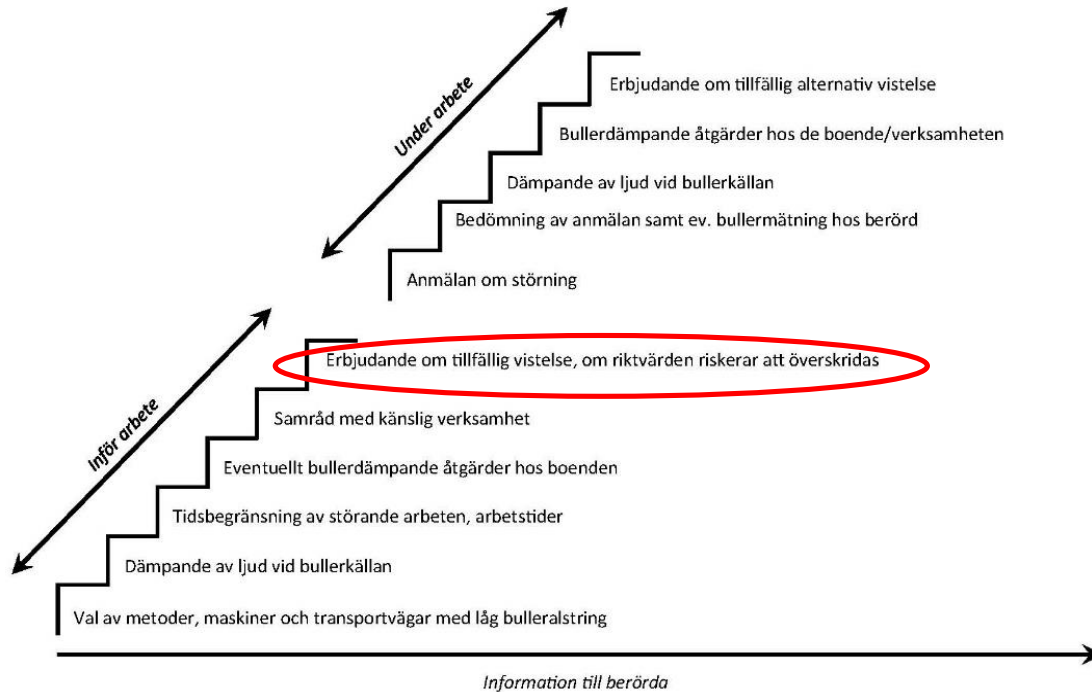 Under arbete
Erbjudande om tillfällig alternativ vistelse
Bullerdämpande åtgärder hos de boende/verksamheten
Dämpande av ljud vid bullerkällan
Bedömning av anmälan samt ev. bullermätning hos berörd
Anmälan om störning
Inför arbete
Erbjudande om tillfällig vistelse, om riktvärden riskerar att överskridas
Samråd med känslig verksamhet
Eventuellt bullerdämpande åtgärder hos boenden
Tidsbegränsning av störande arbeten, arbetstider
Dämpande av ljud vid bullerkällan
Val av metoder, maskiner och transportvägar med låg bulleralstring
Information till berörda